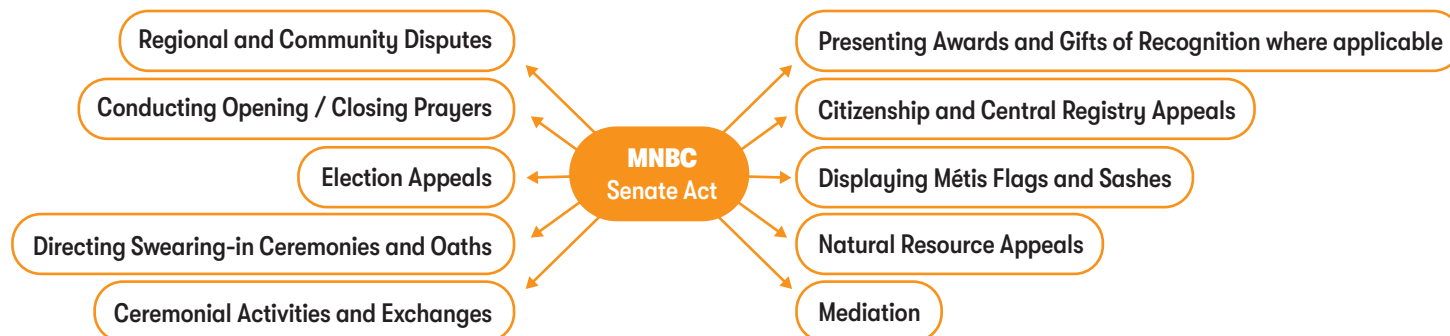 Regional and Community Disputes
Conducting Opening / Closing Prayers
Election Appeals
Directing Swearing-in Ceremonies and Oaths
Ceremonial Activities and Exchanges
MNBC
Senate Act
Presenting Awards and Gifts of Recognition where applicable
Citizenship and Central Registry Appeals
Displaying Métis Flags and Sashes
Natural Resource Appeals
Mediation